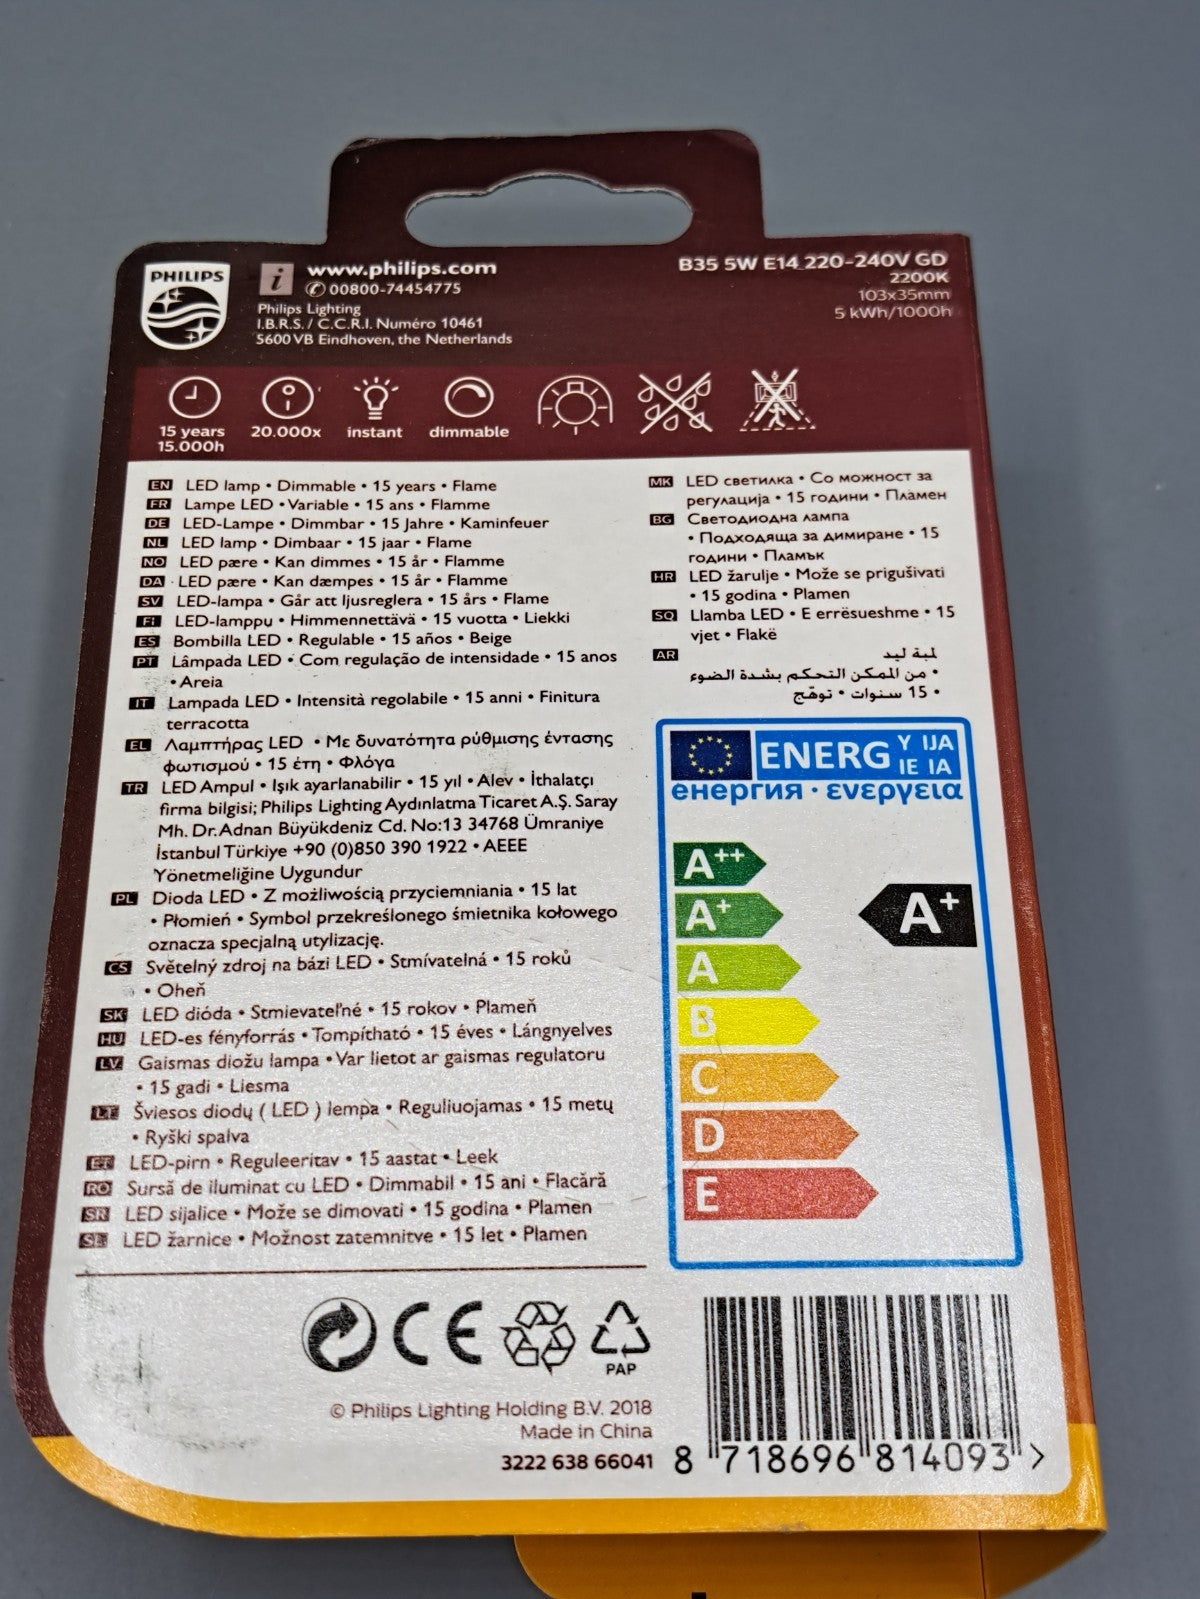 PHILIPS
i
www.philips.com
✆ 00800-74454775
Philips Lighting
I.B.R.S. / C.C.R.I. Numéro 10461
5600 VB Eindhoven, the Netherlands
B35 5W E14 220-240V GD
2200K
103x35mm
5 kWh/1000h
15 years
15.000h
20.000x
instant
dimmable
EN LED lamp • Dimmable • 15 years • Flame
FR Lampe LED • Variable • 15 ans • Flamme
DE LED-Lampe • Dimmbar • 15 Jahre • Kaminfeuer
NL LED lamp • Dimbaar • 15 jaar • Flame
NO LED pære • Kan dimmes • 15 år • Flamme
DA LED pære • Kan dæmpes • 15 år • Flamme
SV LED-lampa • Går att ljusreglera • 15 års • Flame
FI LED-lamppu • Himmennettävä • 15 vuotta • Liekki
ES Bombilla LED • Regulable • 15 años • Beige
PT Lâmpada LED • Com regulação de intensidade • 15 anos
• Areia
IT Lampada LED • Intensità regolabile • 15 anni • Finitura
terracotta
EL Λαμπτήρας LED • Με δυνατότητα ρύθμισης έντασης
φωτισμού • 15 έτη • Φλόγα
TR LED Ampul • Işık ayarlanabilir • 15 yıl • Alev • İthalatçı
firma bilgisi; Philips Lighting Aydınlatma Ticaret A.Ş. Saray
Mh. Dr. Adnan Büyükdeniz Cd. No:13 34768 Ümraniye
İstanbul Türkiye +90 (0)850 390 1922 • AEEE
Yönetmeliğine Uygundur
PL Dioda LED • Z możliwością przyciemniania • 15 lat
• Płomień • Symbol przekreślonego śmietnika kołowego
oznacza specjalną utylizację.
CS Světelný zdroj na bázi LED • Stmívatelná • 15 roků
• Oheň
SK LED dióda • Stmievateľné • 15 rokov • Plameň
HU LED-es fényforrás • Tompítható • 15 éves • Lángnyelves
LV Gaismas diožu lampa • Var lietot ar gaismas regulatoru
• 15 gadi • Liesma
LT Šviesos diodų ( LED ) lempa • Reguliuojamas • 15 metų
• Ryški spalva
ET LED-pirn • Reguleeritav • 15 aastat • Leek
RO Sursă de iluminat cu LED • Dimmabil • 15 ani • Flacără
SR LED sijalice • Može se dimovati • 15 godina • Plamen
SL LED žarnice • Možnost zatemnitve • 15 let • Plamen
MK LED светилка • Со можност за
регулација • 15 години • Пламен
BG Светодиодна лампа
• Подходяща за димиране • 15
години • Пламък
HR LED žarulje • Može se prigušivati
• 15 godina • Plamen
SQ Llamba LED • E errësueshme • 15
vjet • Flakë
AR لمبة ليد
• من الممكن التحكم بشدة الضوء
• 15 سنوات • توهّج
ENERG Y IJA
IE IA
енергия · ενεργεια
A++
A+
A+
A
B
C
D
E
CE
PAP
© Philips Lighting Holding B.V. 2018
Made in China
3222 638 66041
8 718696 814093 >